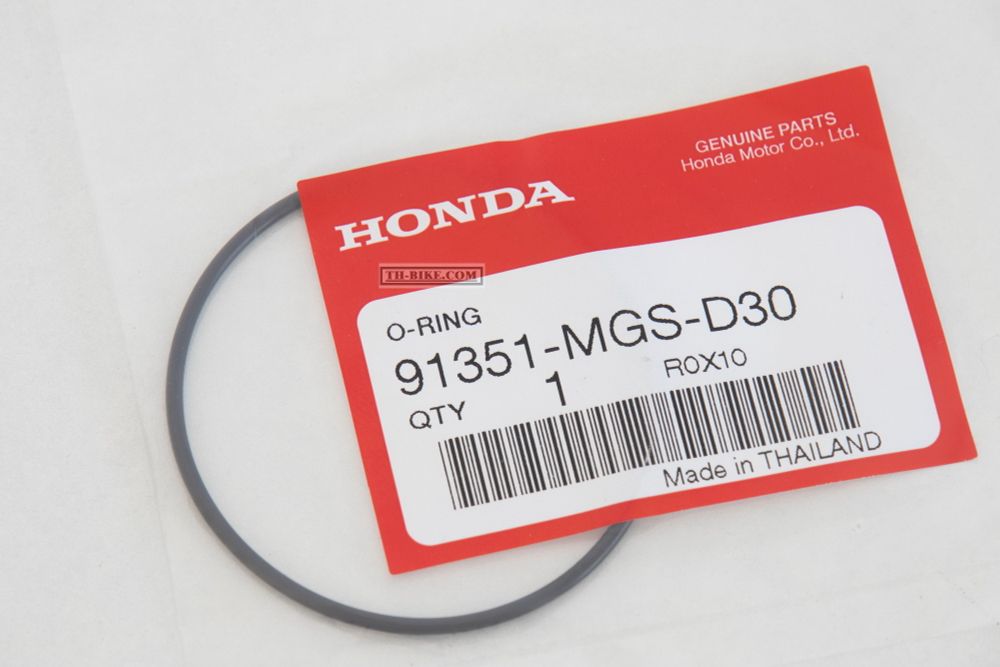 GENUINE PARTS
Honda Motor Co., Ltd.
HONDA
TH-BIKE.COM
O-RING
91351-MGS-D30
QTY 1 R0X10
Made in THAILAND